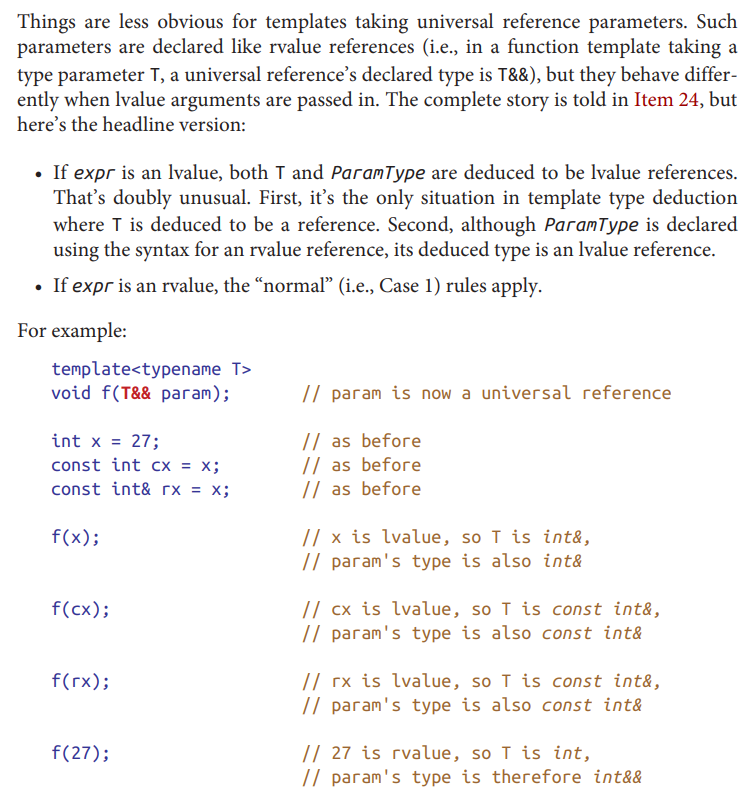 Things are less obvious for templates taking universal reference parameters. Such
parameters are declared like rvalue references (i.e., in a function template taking a
type parameter T, a universal reference’s declared type is T&&), but they behave differ-
ently when lvalue arguments are passed in. The complete story is told in Item 24, but
here’s the headline version:
• If expr is an lvalue, both T and ParamType are deduced to be lvalue references.
That’s doubly unusual. First, it’s the only situation in template type deduction
where T is deduced to be a reference. Second, although ParamType is declared
using the syntax for an rvalue reference, its deduced type is an lvalue reference.
• If expr is an rvalue, the “normal” (i.e., Case 1) rules apply.
For example:
template<typename T>
void f(T&& param); // param is now a universal reference
int x = 27; // as before
const int cx = x; // as before
const int& rx = x; // as before
f(x); // x is lvalue, so T is int&,
// param's type is also int&
f(cx); // cx is lvalue, so T is const int&,
// param's type is also const int&
f(rx); // rx is lvalue, so T is const int&,
// param's type is also const int&
f(27); // 27 is rvalue, so T is int,
// param's type is therefore int&&